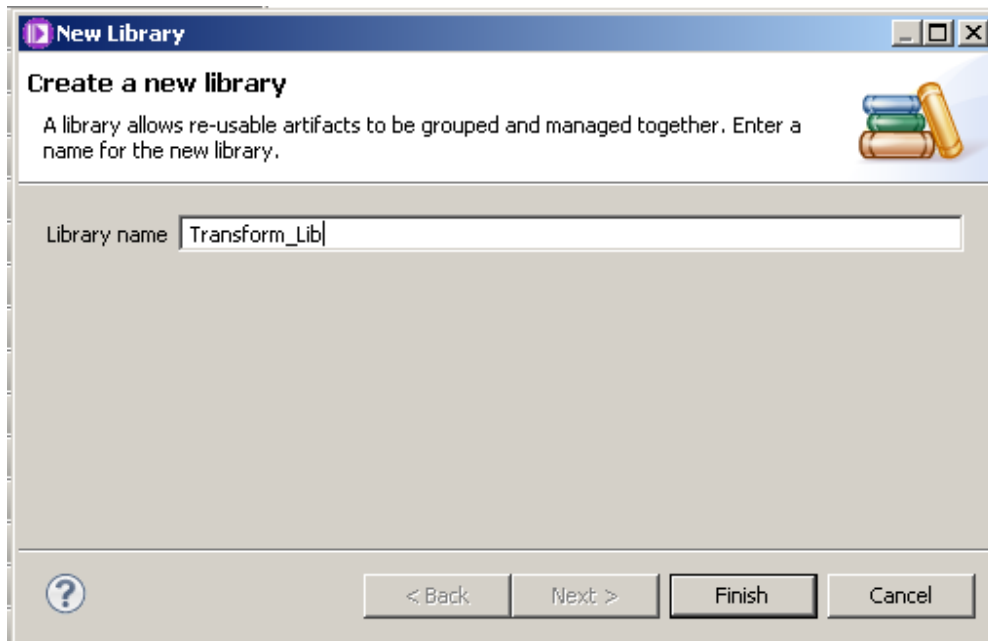 New Library
Create a new library
A library allows re-usable artifacts to be grouped and managed together. Enter a
name for the new library.
Library name Transform_Lib
? < Back Next > Finish Cancel